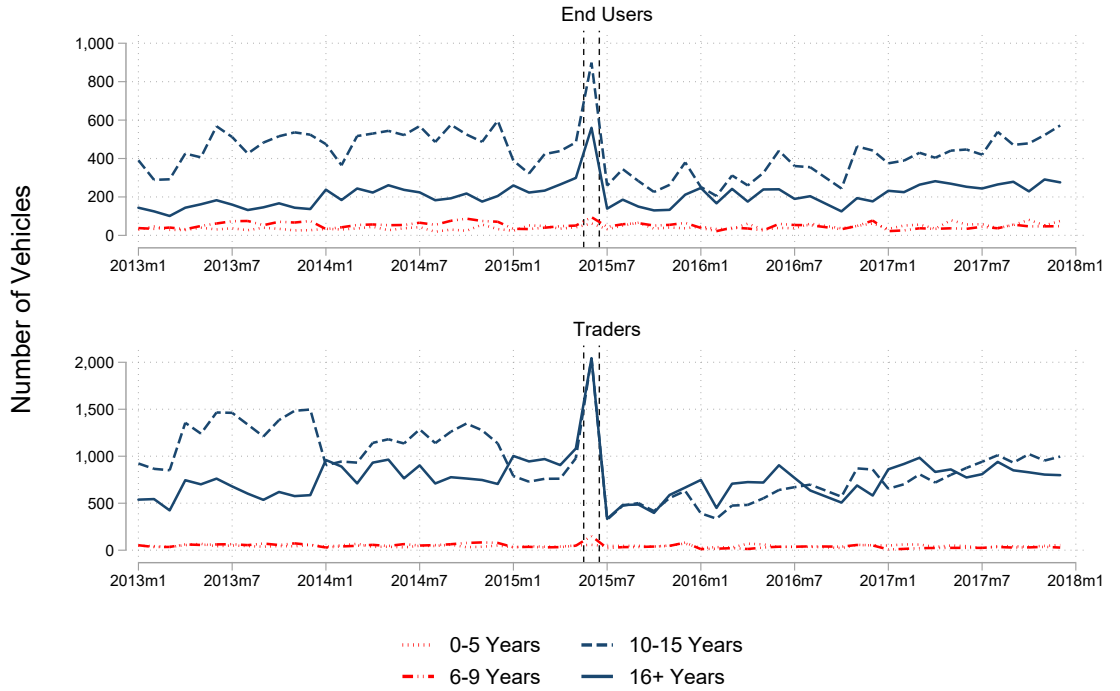 End Users
1,000
800
600
400
200
0
2013m1 2013m7 2014m1 2014m7 2015m1 2015m7 2016m1 2016m7 2017m1 2017m7 2018m1
Number of Vehicles
Traders
2,000
1,500
1,000
500
0
2013m1 2013m7 2014m1 2014m7 2015m1 2015m7 2016m1 2016m7 2017m1 2017m7 2018m1
0-5 Years 10-15 Years
6-9 Years 16+ Years